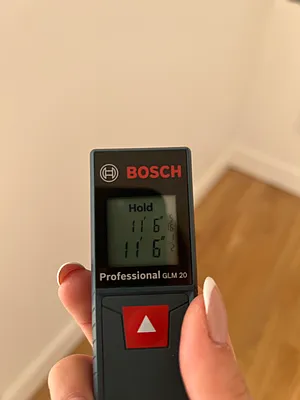 BOSCH
Hold
11' 6"
11' 6"
Professional GLM 20